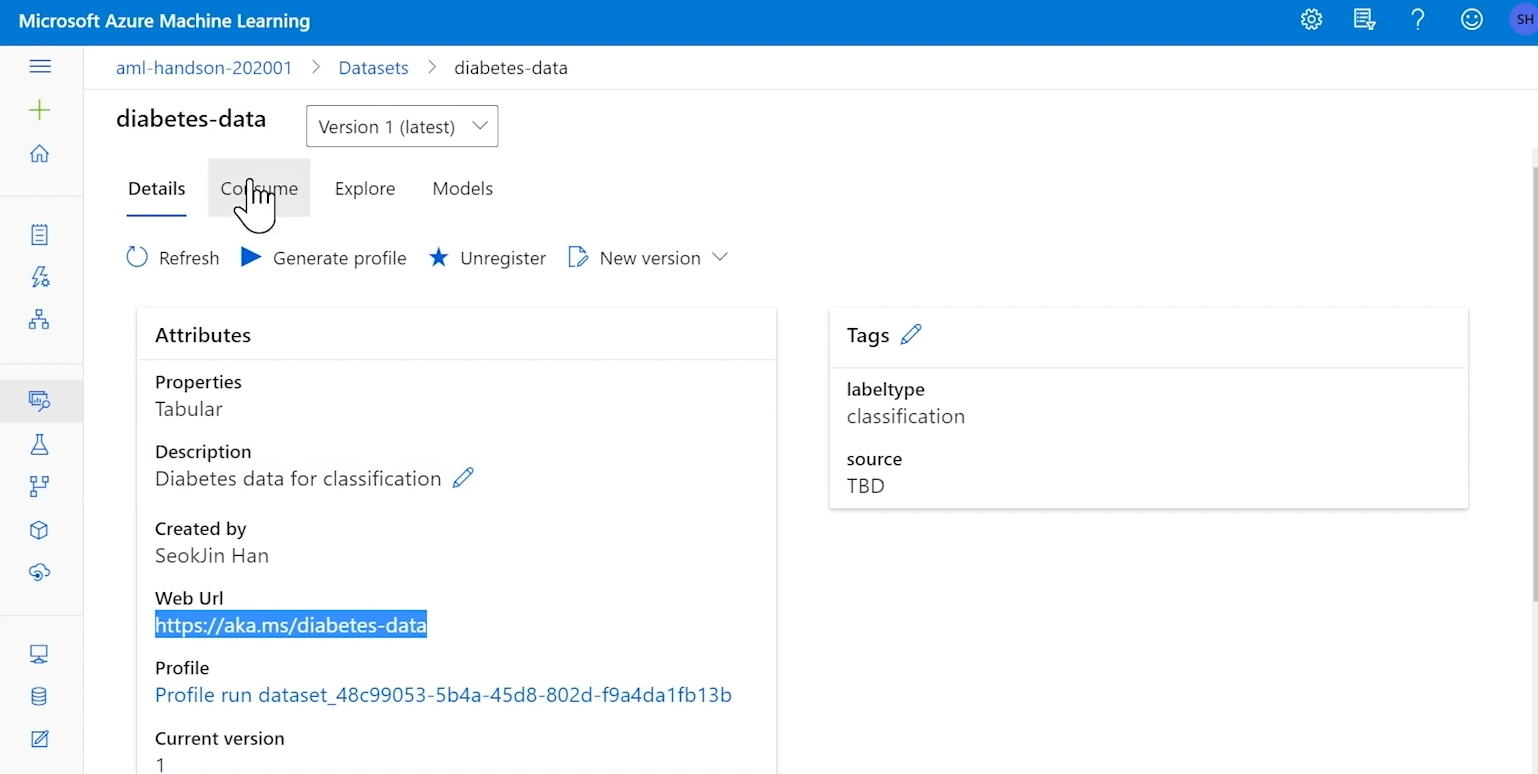 Microsoft Azure Machine Learning
SH
aml-handson-202001 > Datasets > diabetes-data
diabetes-data
Version 1 (latest)
Details Consume Explore Models
Refresh Generate profile Unregister New version
Attributes
Properties
Tabular
Description
Diabetes data for classification
Created by
SeokJin Han
Web Url
https://aka.ms/diabetes-data
Profile
Profile run dataset_48c99053-5b4a-45d8-802d-f9a4da1fb13b
Current version
1
Tags
labeltype
classification
source
TBD